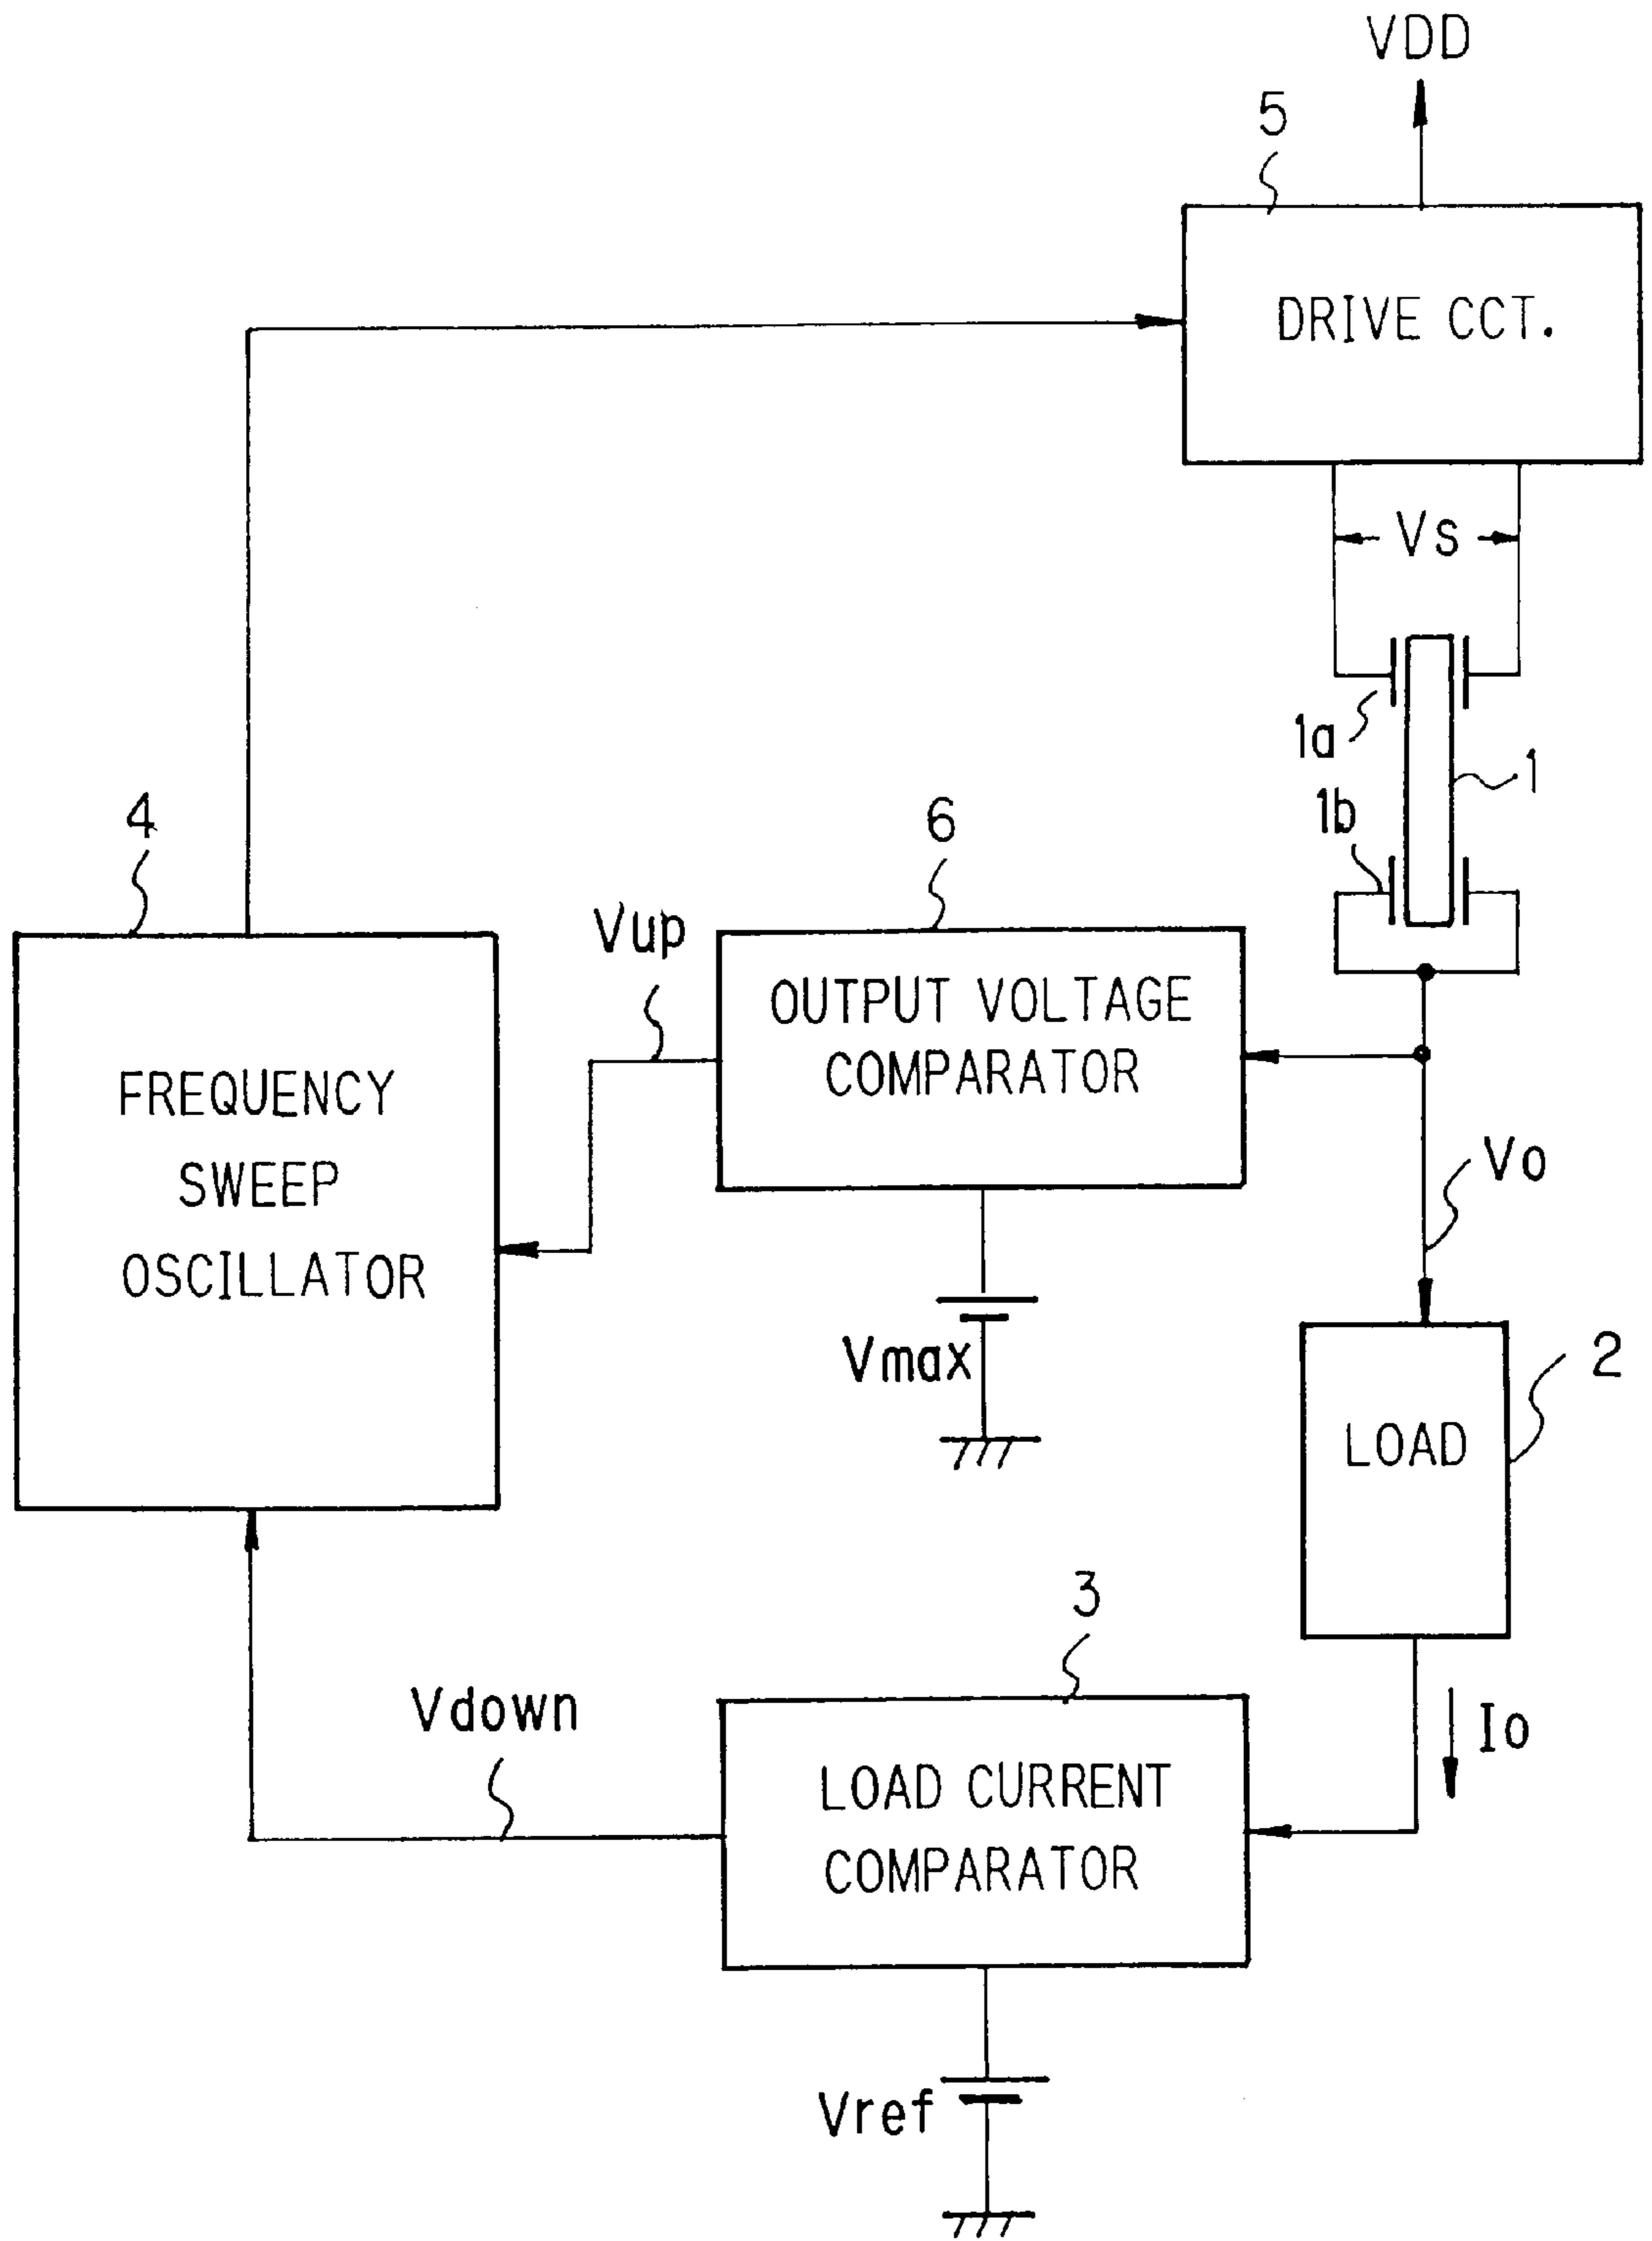 VDD
5
DRIVE CCT.
Vs
1a
1
1b
4
6
Vup
OUTPUT VOLTAGE
COMPARATOR
FREQUENCY
SWEEP
OSCILLATOR
Vo
Vmax
2
LOAD
3
Vdown
Io
LOAD CURRENT
COMPARATOR
Vref